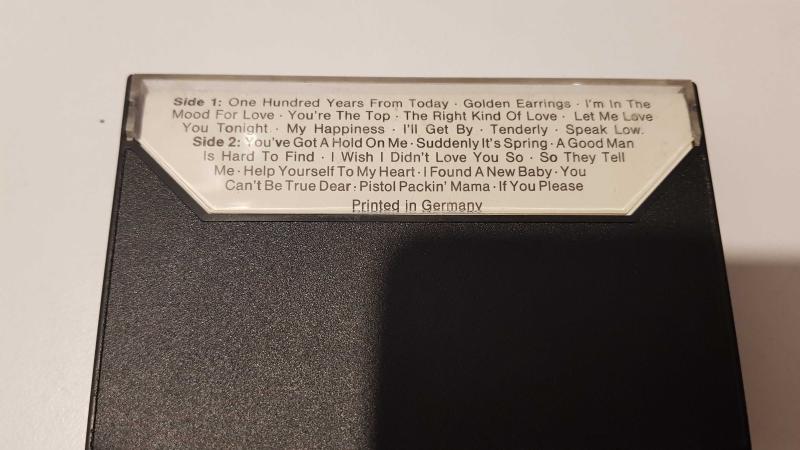 Side 1: One Hundred Years From Today · Golden Earrings · I'm In The
Mood For Love · You're The Top · The Right Kind Of Love · Let Me Love
You Tonight · My Happiness · I'll Get By · Tenderly · Speak Low.
Side 2: You've Got A Hold On Me · Suddenly It's Spring · A Good Man
Is Hard To Find · I Wish I Didn't Love You So · So They Tell
Me · Help Yourself To My Heart · I Found A New Baby · You
Can't Be True Dear · Pistol Packin' Mama · If You Please
Printed in Germany